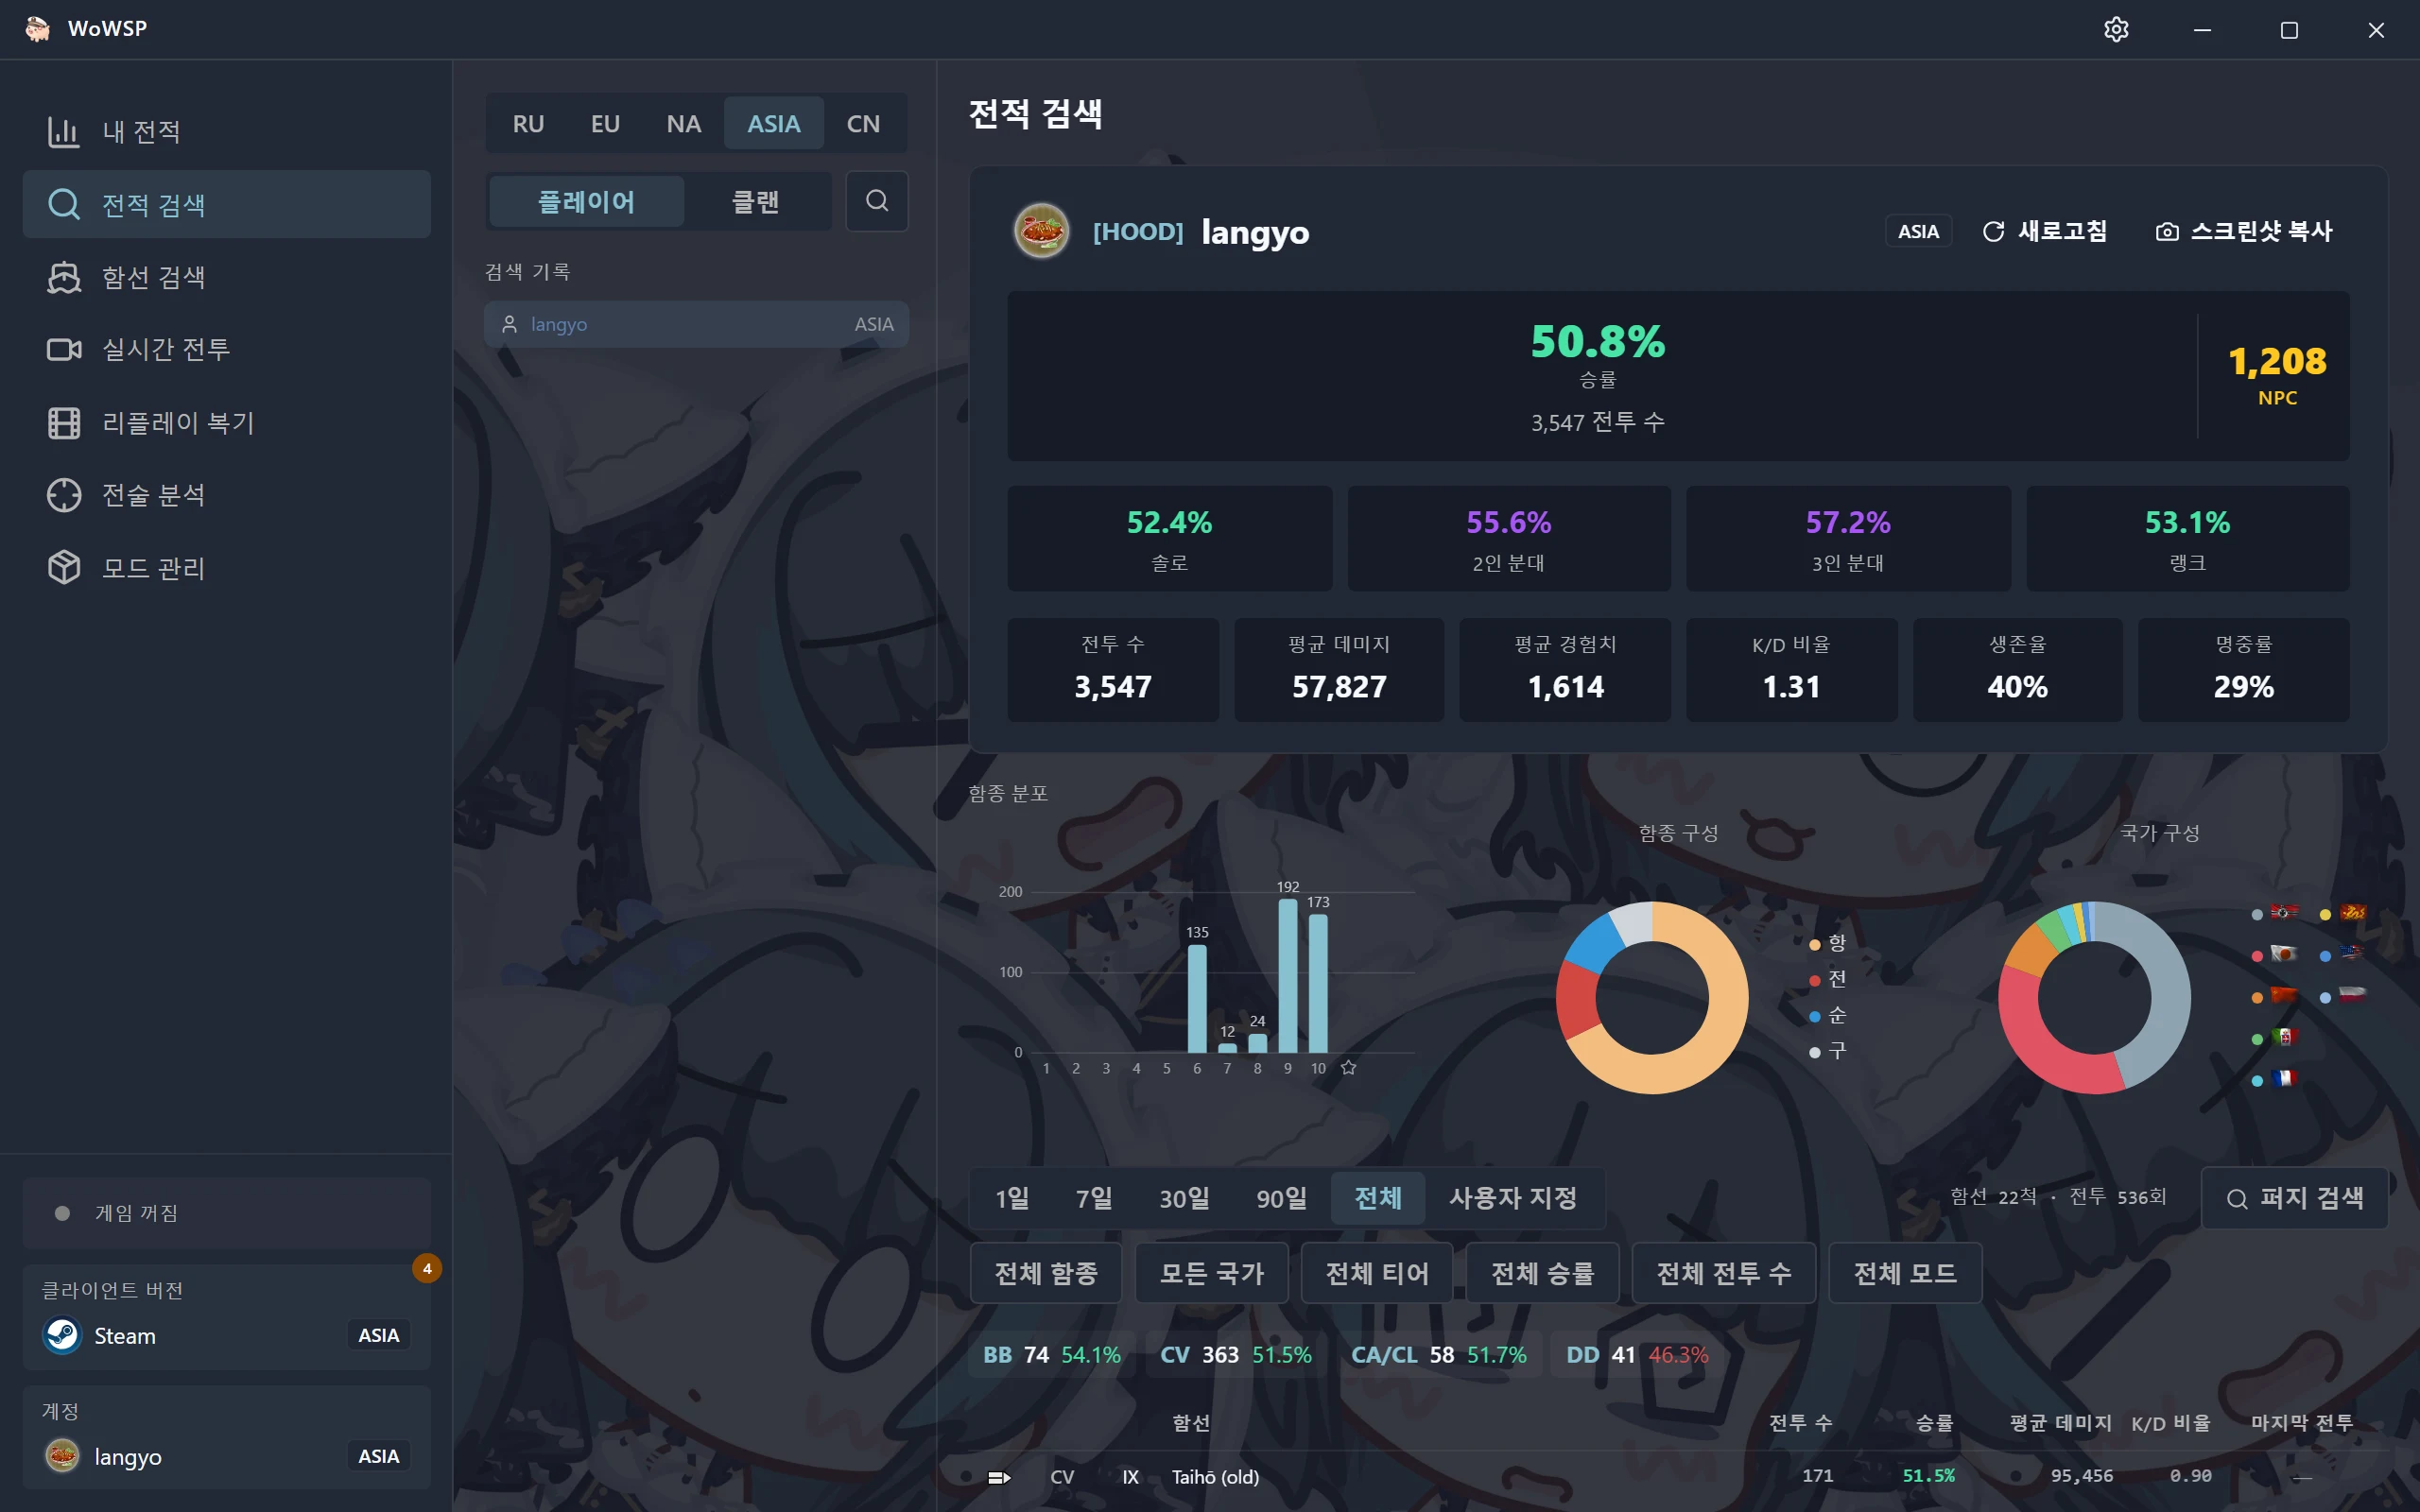 WoWSP
내 전적
전적 검색
함선 검색
실시간 전투
리플레이 복기
전술 분석
모드 관리
게임 꺼짐
4
클라이언트 버전
Steam ASIA
계정
langyo ASIA
RU EU NA ASIA CN
플레이어 클랜
검색 기록
langyo ASIA
전적 검색
[HOOD] langyo ASIA 새로고침 스크린샷 복사
50.8%
승률
3,547 전투 수
1,208
NPC
52.4% 55.6% 57.2% 53.1%
솔로 2인 분대 3인 분대 랭크
전투 수 평균 데미지 평균 경험치 K/D 비율 생존율 명중률
3,547 57,827 1,614 1.31 40% 29%
함종 분포
200
100
0
135 12 24 192 173
1 2 3 4 5 6 7 8 9 10
함종 구성
항
전
순
구
국가 구성
1일 7일 30일 90일 전체 사용자 지정
함선 22척 · 전투 536회 퍼지 검색
전체 함종 모든 국가 전체 티어 전체 승률 전체 전투 수 전체 모드
BB 74 54.1% CV 363 51.5% CA/CL 58 51.7% DD 41 46.3%
함선 전투 수 승률 평균 데미지 K/D 비율 마지막 전투
CV IX Taihō (old) 171 51.5% 95,456 0.90 —